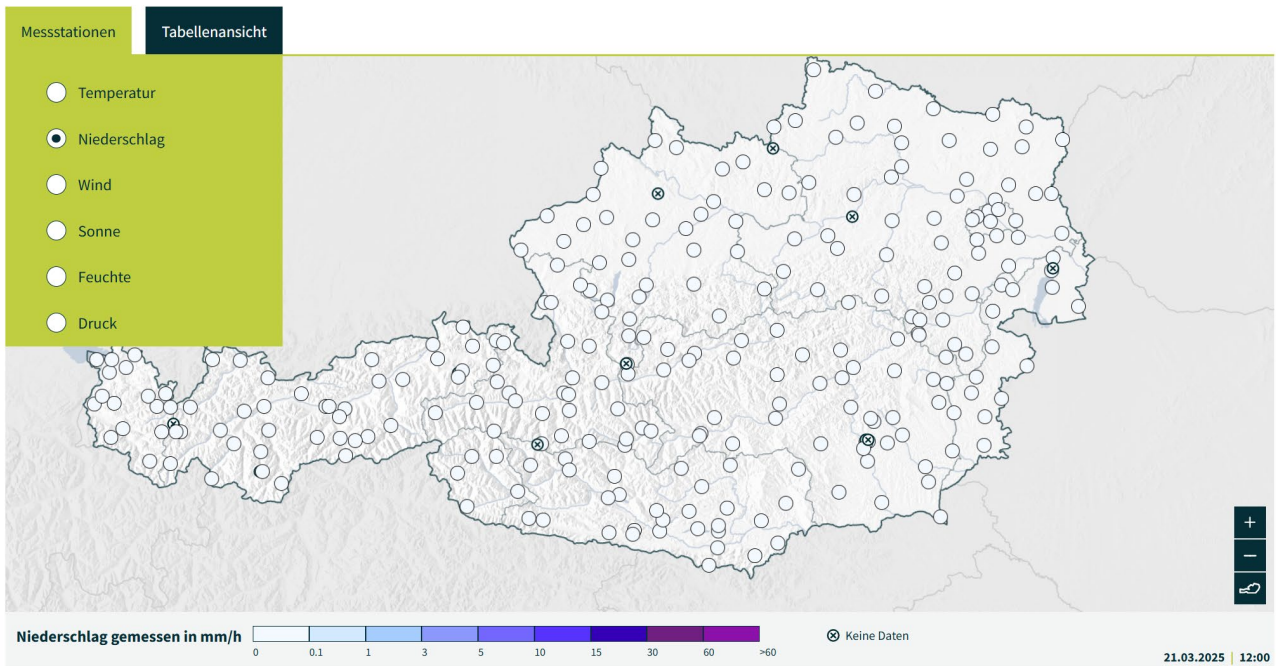 Messstationen
Tabellenansicht
Temperatur
Niederschlag
Wind
Sonne
Feuchte
Druck
+
−
Niederschlag gemessen in mm/h
0 0.1 1 3 5 10 15 30 60 >60
Keine Daten
21.03.2025 | 12:00